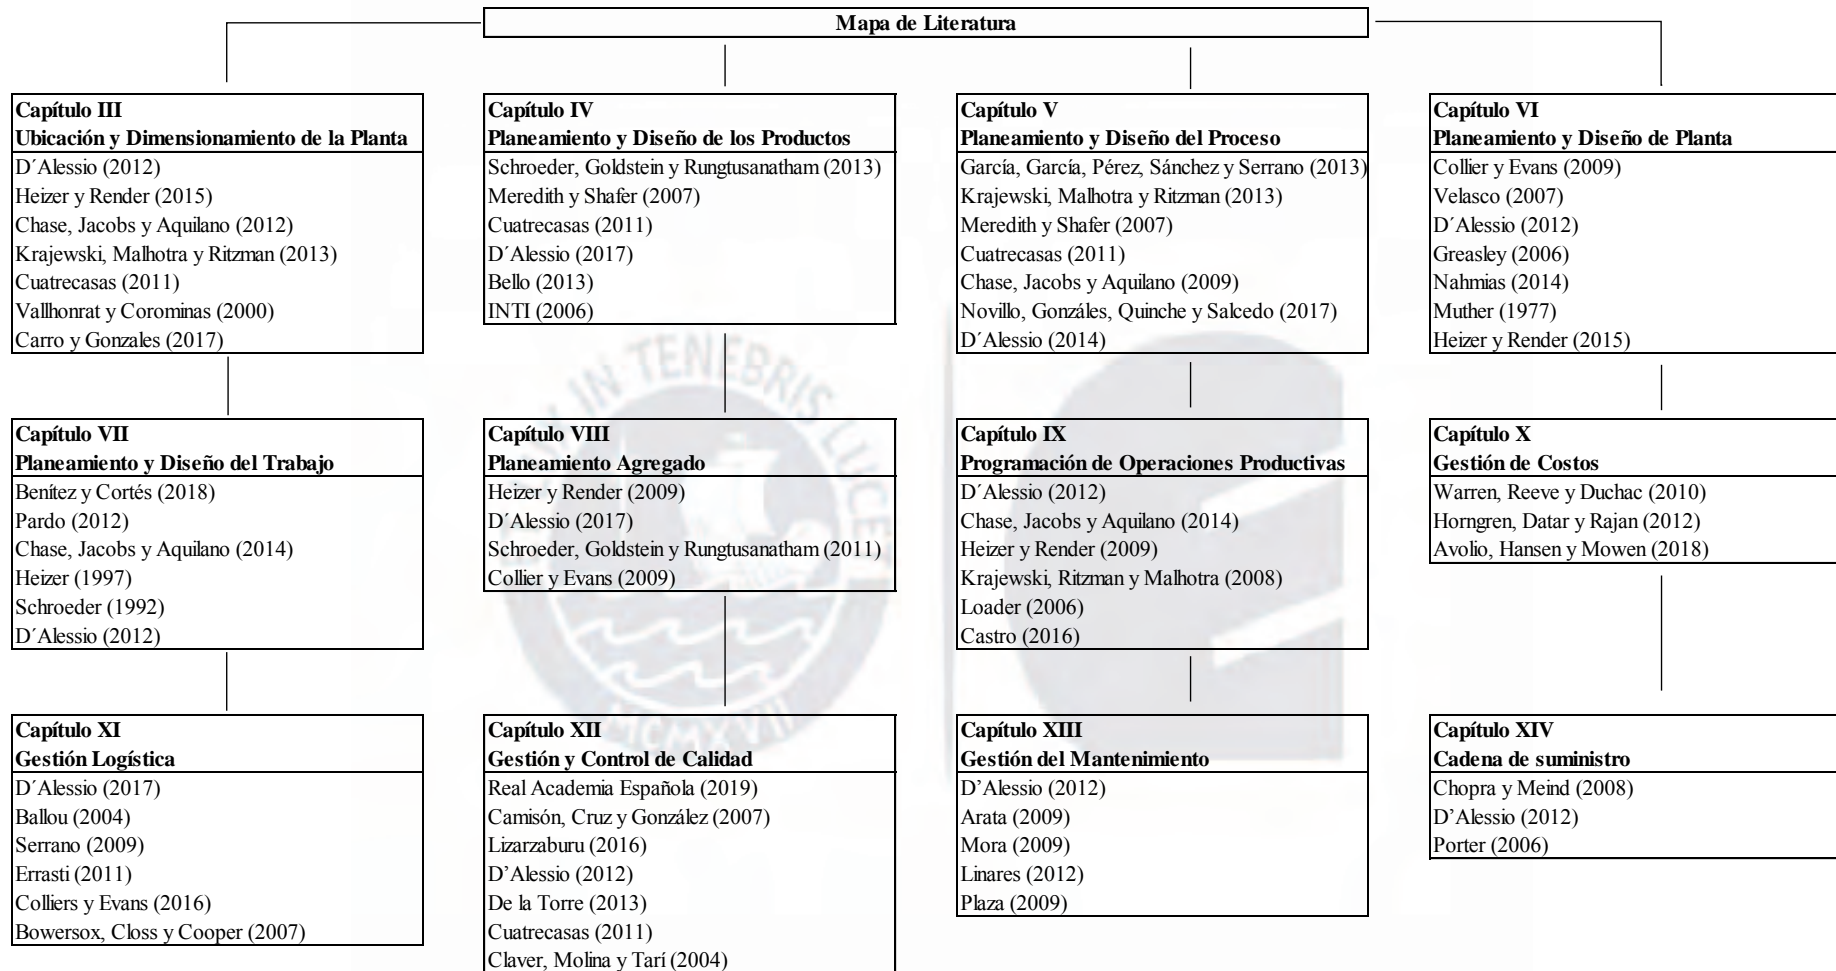 Mapa de Literatura
Capítulo III
Ubicación y Dimensionamiento de la Planta
D´Alessio (2012)
Heizer y Render (2015)
Chase, Jacobs y Aquilano (2012)
Krajewski, Malhotra y Ritzman (2013)
Cuatrecasas (2011)
Vallhonrat y Corominas (2000)
Carro y Gonzales (2017)
Capítulo IV
Planeamiento y Diseño de los Productos
Schroeder, Goldstein y Rungtusanatham (2013)
Meredith y Shafer (2007)
Cuatrecasas (2011)
D´Alessio (2017)
Bello (2013)
INTI (2006)
Capítulo V
Planeamiento y Diseño del Proceso
García, García, Pérez, Sánchez y Serrano (2013)
Krajewski, Malhotra y Ritzman (2013)
Meredith y Shafer (2007)
Cuatrecasas (2011)
Chase, Jacobs y Aquilano (2009)
Novillo, Gonzáles, Quinche y Salcedo (2017)
D´Alessio (2014)
Capítulo VI
Planeamiento y Diseño de Planta
Collier y Evans (2009)
Velasco (2007)
D´Alessio (2012)
Greasley (2006)
Nahmias (2014)
Muther (1977)
Heizer y Render (2015)
Capítulo VII
Planeamiento y Diseño del Trabajo
Benítez y Cortés (2018)
Pardo (2012)
Chase, Jacobs y Aquilano (2014)
Heizer (1997)
Schroeder (1992)
D´Alessio (2012)
Capítulo VIII
Planeamiento Agregado
Heizer y Render (2009)
D´Alessio (2017)
Schroeder, Goldstein y Rungtusanatham (2011)
Collier y Evans (2009)
Capítulo IX
Programación de Operaciones Productivas
D´Alessio (2012)
Chase, Jacobs y Aquilano (2014)
Heizer y Render (2009)
Krajewski, Ritzman y Malhotra (2008)
Loader (2006)
Castro (2016)
Capítulo X
Gestión de Costos
Warren, Reeve y Duchac (2010)
Horngren, Datar y Rajan (2012)
Avolio, Hansen y Mowen (2018)
Capítulo XI
Gestión Logística
D´Alessio (2017)
Ballou (2004)
Serrano (2009)
Errasti (2011)
Colliers y Evans (2016)
Bowersox, Closs y Cooper (2007)
Capítulo XII
Gestión y Control de Calidad
Real Academia Española (2019)
Camisón, Cruz y González (2007)
Lizarzaburu (2016)
D’Alessio (2012)
De la Torre (2013)
Cuatrecasas (2011)
Claver, Molina y Tarí (2004)
Capítulo XIII
Gestión del Mantenimiento
D’Alessio (2012)
Arata (2009)
Mora (2009)
Linares (2012)
Plaza (2009)
Capítulo XIV
Cadena de suministro
Chopra y Meind (2008)
D’Alessio (2012)
Porter (2006)
ET LUX IN TENEBRIS LUCET
MCMXVII